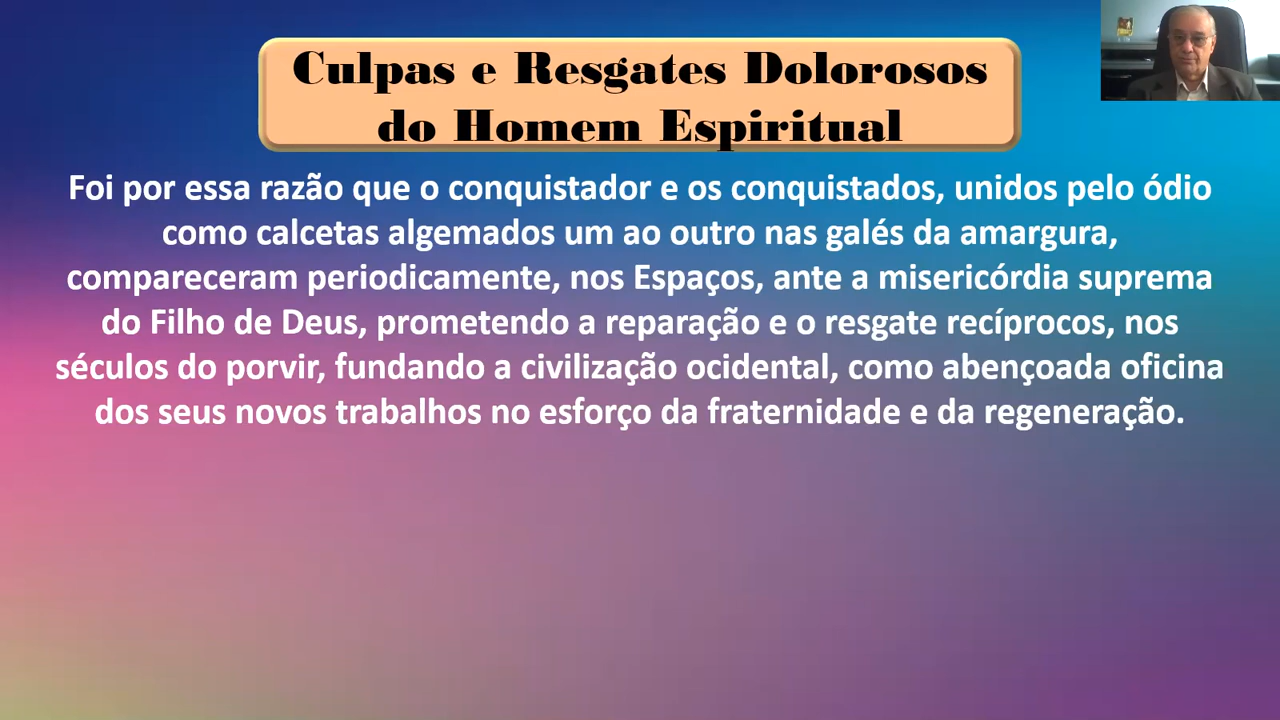 Culpas e Resgates Dolorosos
do Homem Espiritual
Foi por essa razão que o conquistador e os conquistados, unidos pelo ódio
como calcetas algemados um ao outro nas galés da amargura,
compareceram periodicamente, nos Espaços, ante a misericórdia suprema
do Filho de Deus, prometendo a reparação e o resgate recíprocos, nos
séculos do porvir, fundando a civilização ocidental, como abençoada oficina
dos seus novos trabalhos no esforço da fraternidade e da regeneração.